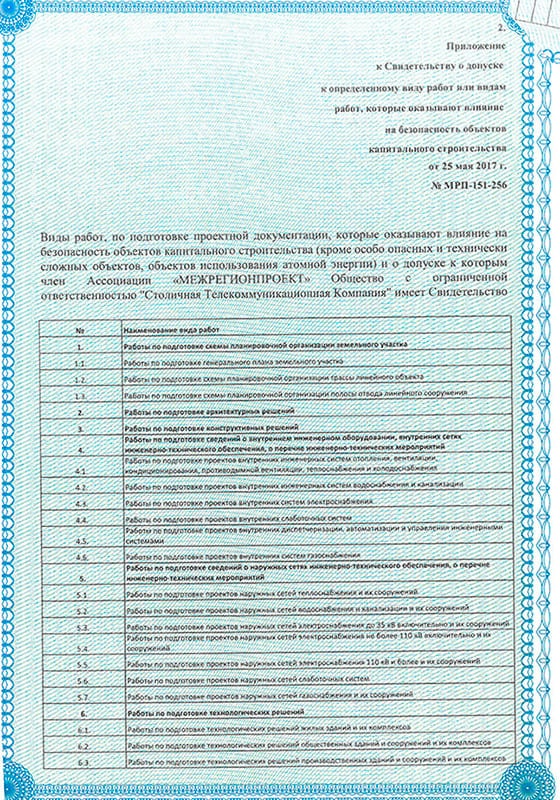 2.
Приложение
к Свидетельству о допуске
к определенному виду работ или видам
работ, которые оказывают влияние
на безопасность объектов
капитального строительства
от 25 мая 2017 г.
№ МРП-151-256
Виды работ, по подготовке проектной документации, которые оказывают влияние на
безопасность объектов капитального строительства (кроме особо опасных и технически
сложных объектов, объектов использования атомной энергии) и о допуске к которым
член Ассоциации «МЕЖРЕГИОНПРОЕКТ» Общество с ограниченной
ответственностью "Столичная Телекоммуникационная Компания" имеет Свидетельство
№ Наименование вида работ
1. Работы по подготовке схемы планировочной организации земельного участка
1.1. Работы по подготовке генерального плана земельного участка
1.2. Работы по подготовке схемы планировочной организации трассы линейного объекта
1.3. Работы по подготовке схемы планировочной организации полосы отвода линейного сооружения
2. Работы по подготовке архитектурных решений
3. Работы по подготовке конструктивных решений
4. Работы по подготовке сведений о внутреннем инженерном оборудовании, внутренних сетях
инженерно-технического обеспечения, о перечне инженерно-технических мероприятий
4.1. Работы по подготовке проектов внутренних инженерных систем отопления, вентиляции,
кондиционирования, противодымной вентиляции, теплоснабжения и холодоснабжения
4.2. Работы по подготовке проектов внутренних инженерных систем водоснабжения и канализации
4.3. Работы по подготовке проектов внутренних систем электроснабжения
4.4. Работы по подготовке проектов внутренних слаботочных систем
4.5. Работы по подготовке проектов внутренних диспетчеризации, автоматизации и управления инженерными
системами
4.6. Работы по подготовке проектов внутренних систем газоснабжения
5. Работы по подготовке сведений о наружных сетях инженерно-технического обеспечения, о перечне
инженерно-технических мероприятий
5.1. Работы по подготовке проектов наружных сетей теплоснабжения и их сооружений
5.2. Работы по подготовке проектов наружных сетей водоснабжения и канализации и их сооружений
5.3. Работы по подготовке проектов наружных сетей электроснабжения до 35 кВ включительно и их сооружений
5.4. Работы по подготовке проектов наружных сетей электроснабжения не более 110 кВ включительно и их
сооружений
5.5. Работы по подготовке проектов наружных сетей электроснабжения 110 кВ и более и их сооружений
5.6. Работы по подготовке проектов наружных сетей слаботочных систем
5.7. Работы по подготовке проектов наружных сетей газоснабжения и их сооружений
6. Работы по подготовке технологических решений
6.1. Работы по подготовке технологических решений жилых зданий и их комплексов
6.2. Работы по подготовке технологических решений общественных зданий и сооружений и их комплексов
6.3. Работы по подготовке технологических решений производственных зданий и сооружений и их комплексов